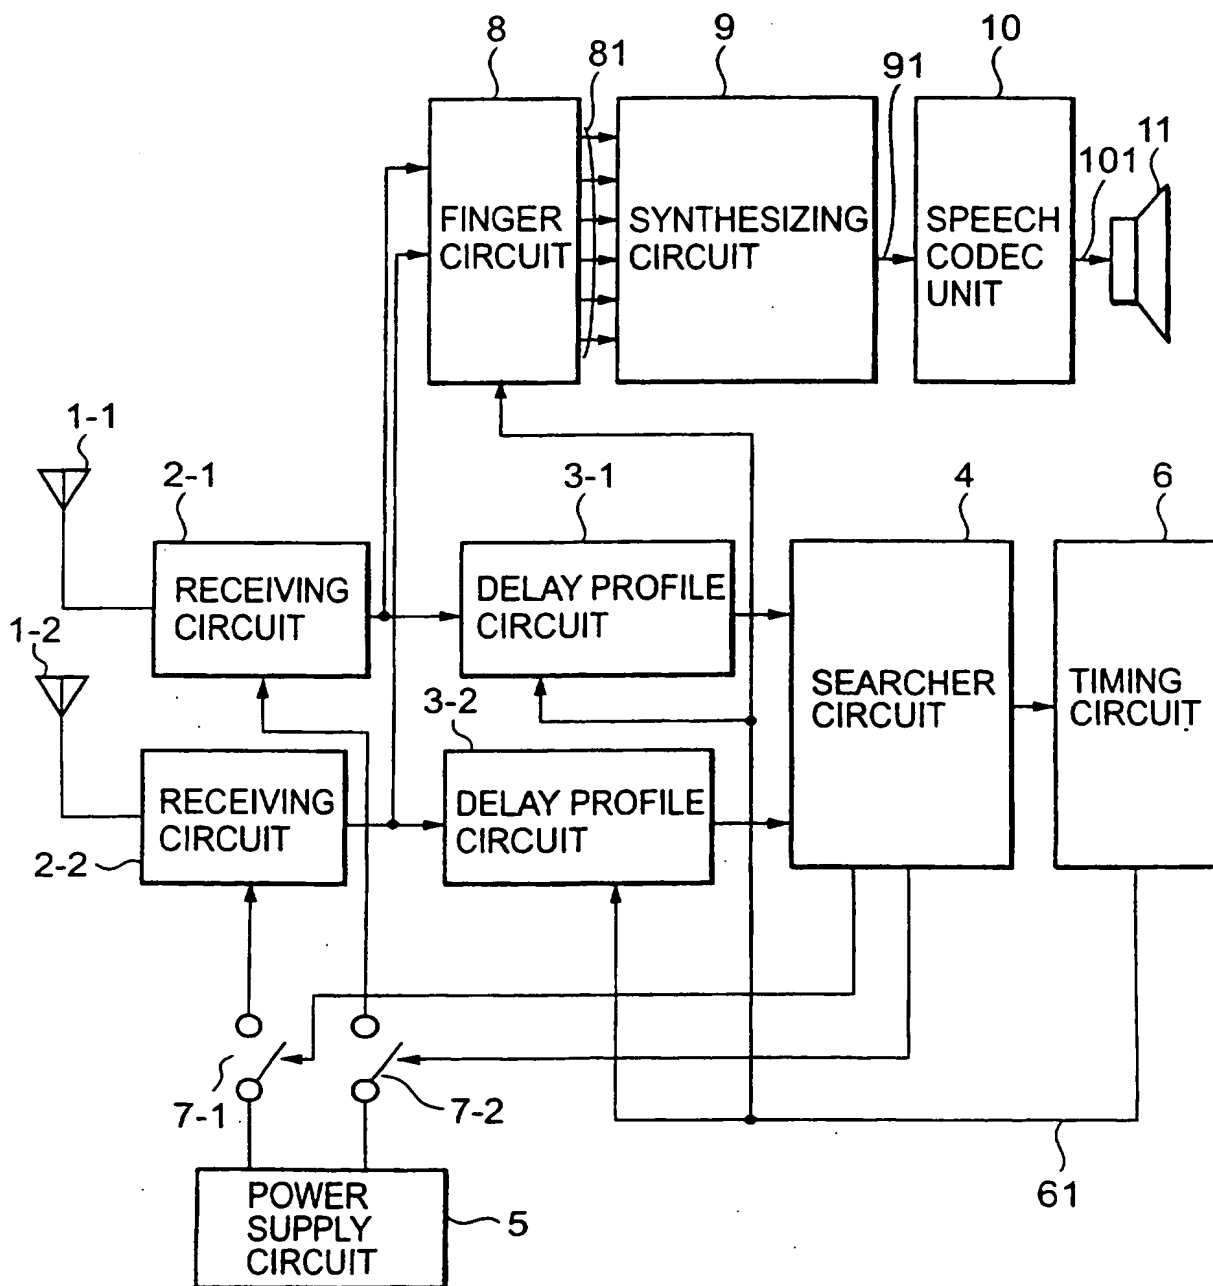 8
81
9
91
10
101
11
FINGER
CIRCUIT
SYNTHESIZING
CIRCUIT
SPEECH
CODEC
UNIT
1-1
2-1
3-1
4
6
RECEIVING
CIRCUIT
DELAY PROFILE
CIRCUIT
SEARCHER
CIRCUIT
TIMING
CIRCUIT
1-2
3-2
RECEIVING
CIRCUIT
2-2
DELAY PROFILE
CIRCUIT
7-1
7-2
61
POWER
SUPPLY
CIRCUIT
5